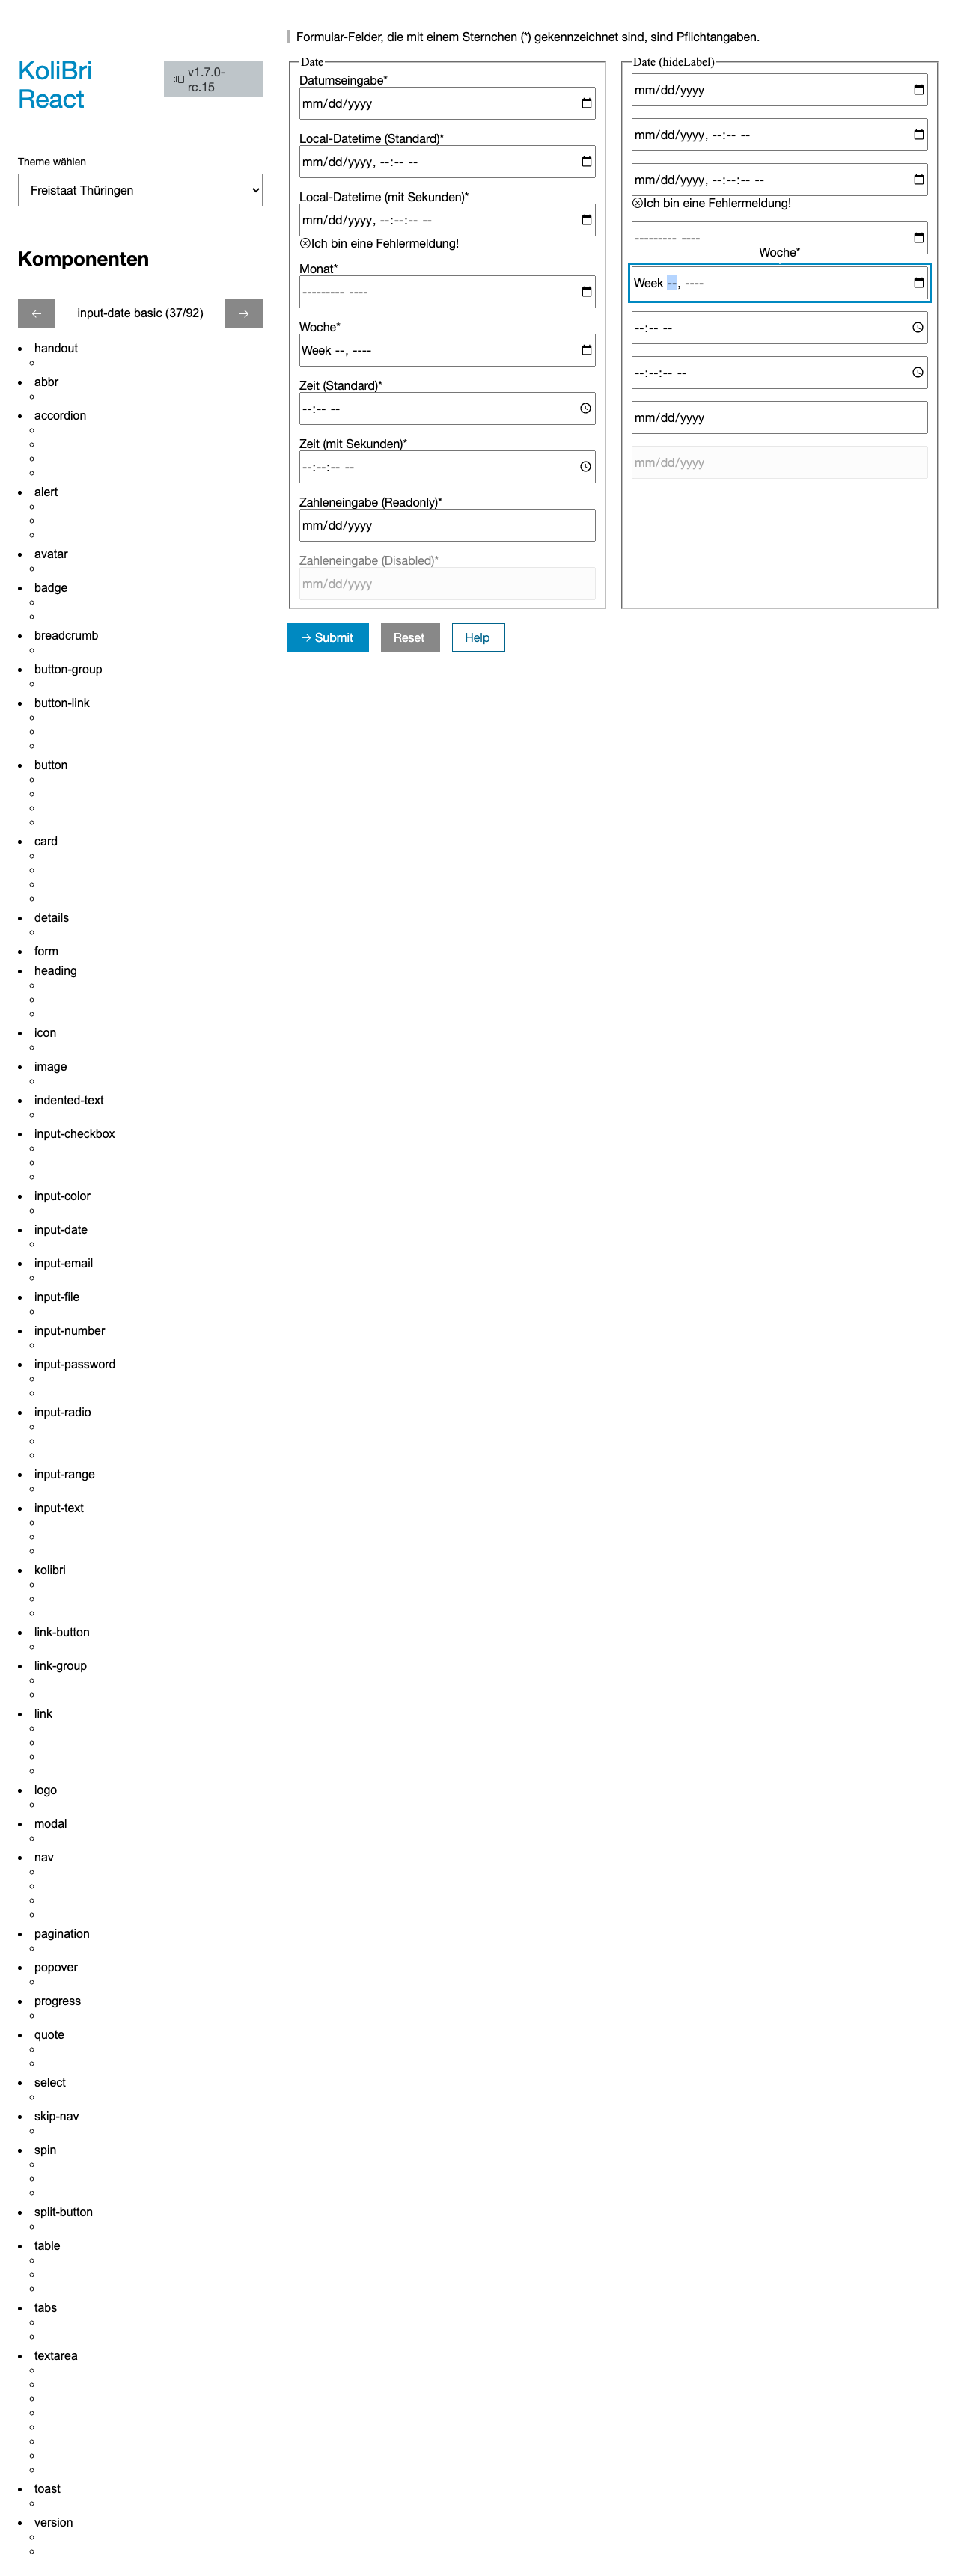 KoliBri
React
v1.7.0-
rc.15
Theme wählen
Freistaat Thüringen
Komponenten
← input-date basic (37/92) →
handout
abbr
accordion
alert
avatar
badge
breadcrumb
button-group
button-link
button
card
details
form
heading
icon
image
indented-text
input-checkbox
input-color
input-date
input-email
input-file
input-number
input-password
input-radio
input-range
input-text
kolibri
link-button
link-group
link
logo
modal
nav
pagination
popover
progress
quote
select
skip-nav
spin
split-button
table
tabs
textarea
toast
version
Formular-Felder, die mit einem Sternchen (*) gekennzeichnet sind, sind Pflichtangaben.
Date
Datumseingabe*
mm/dd/yyyy
Local-Datetime (Standard)*
mm/dd/yyyy, --:-- --
Local-Datetime (mit Sekunden)*
mm/dd/yyyy, --:--:-- --
Ich bin eine Fehlermeldung!
Monat*
--------- ----
Woche*
Week --, ----
Zeit (Standard)*
--:-- --
Zeit (mit Sekunden)*
--:--:-- --
Zahleneingabe (Readonly)*
mm/dd/yyyy
Zahleneingabe (Disabled)*
mm/dd/yyyy
Date (hideLabel)
mm/dd/yyyy
mm/dd/yyyy, --:-- --
mm/dd/yyyy, --:--:-- --
Ich bin eine Fehlermeldung!
--------- ----
Woche*
Week --, ----
--:-- --
--:--:-- --
mm/dd/yyyy
mm/dd/yyyy
→ Submit
Reset
Help